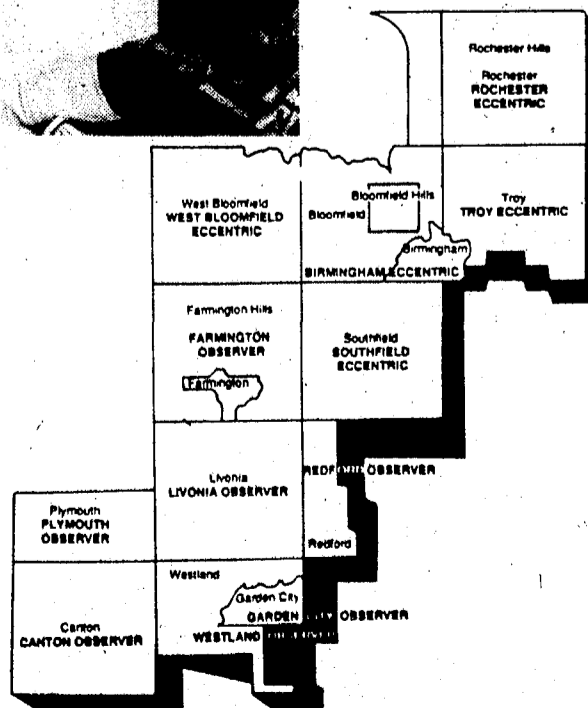 Rochester Hills
Rochester
ROCHESTER
ECCENTRIC
West Bloomfield
WEST BLOOMFIELD
ECCENTRIC
Bloomfield Hills
Bloomfield
Birmingham
BIRMINGHAM ECCENTRIC
Troy
TROY ECCENTRIC
Farmington Hills
FARMINGTON
OBSERVER
Farmington
Southfield
SOUTHFIELD
ECCENTRIC
Livonia
LIVONIA OBSERVER
REDFORD OBSERVER
Redford
Plymouth
PLYMOUTH
OBSERVER
Westland
Garden City
GARDEN CITY OBSERVER
WESTLAND OBSERVER
Canton
CANTON OBSERVER